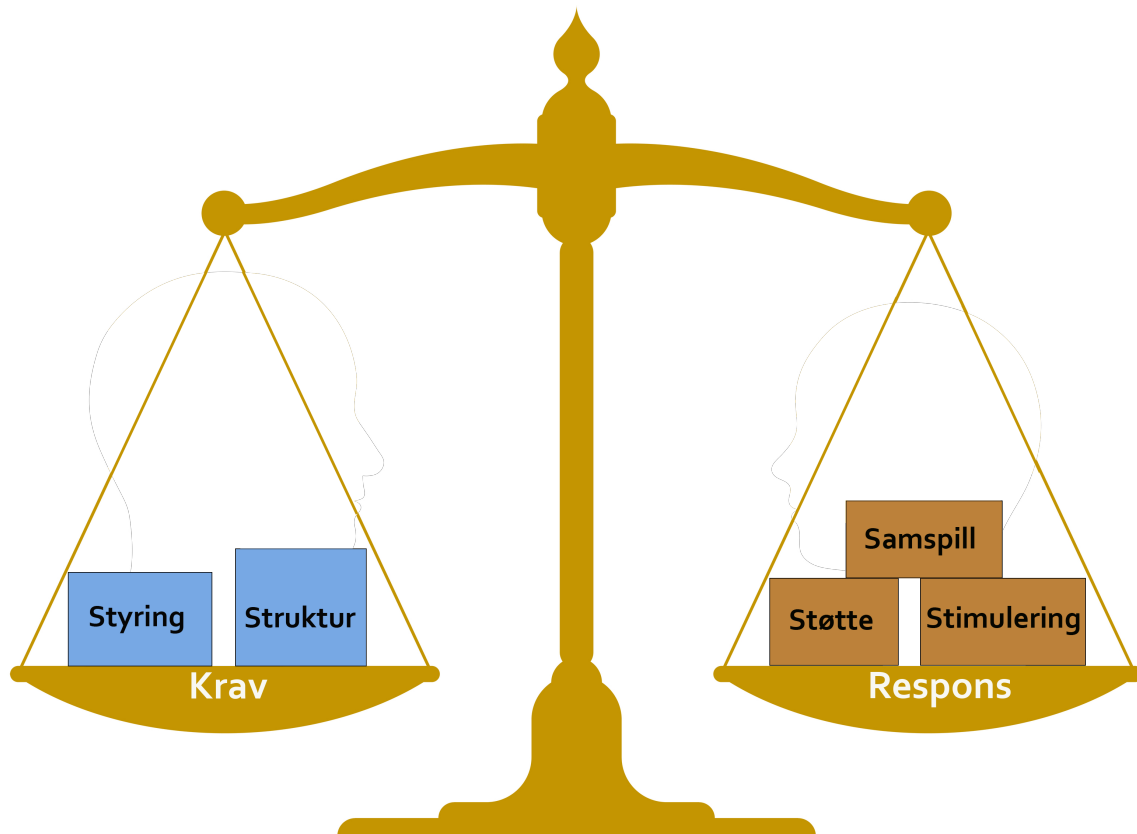 Styring
Struktur
Krav
Samspill
Støtte
Stimulering
Respons